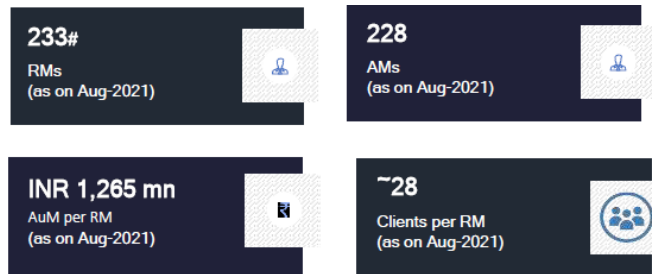 233#
RMs
(as on Aug-2021)
228
AMs
(as on Aug-2021)
INR 1,265 mn
AuM per RM
(as on Aug-2021)
~28
Clients per RM
(as on Aug-2021)